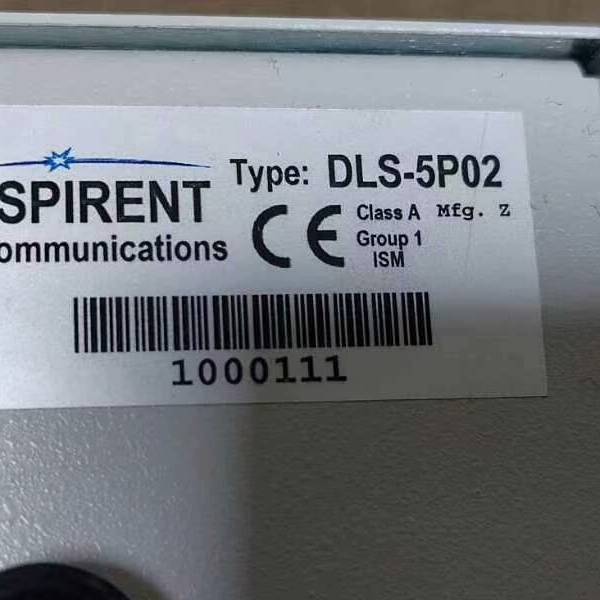 Type: DLS-5P02
SPIRENT
ommunications
CE
Class A Mfg. Z
Group 1
ISM
1000111